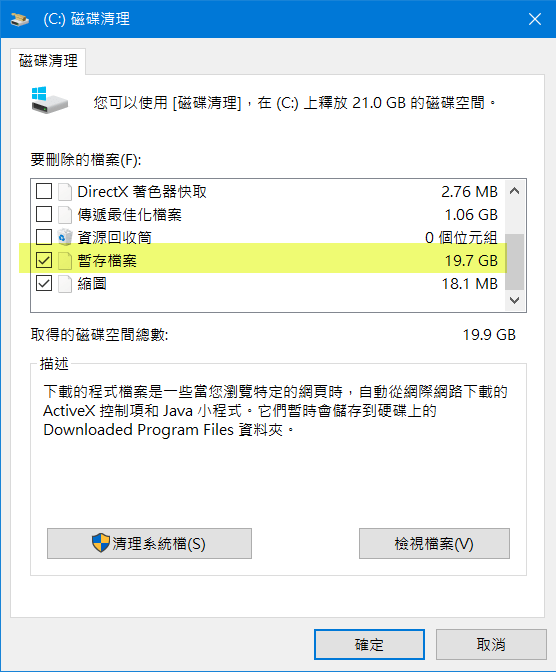 (C:) 磁碟清理
磁碟清理
您可以使用 [磁碟清理]，在 (C:) 上釋放 21.0 GB 的磁碟空間。
要刪除的檔案(F):
DirectX 著色器快取 2.76 MB
傳遞最佳化檔案 1.06 GB
資源回收筒 0 個位元組
暫存檔案 19.7 GB
縮圖 18.1 MB
取得的磁碟空間總數: 19.9 GB
描述
下載的程式檔案是一些當您瀏覽特定的網頁時，自動從網際網路下載的
ActiveX 控制項和 Java 小程式。它們暫時會儲存到硬碟上的
Downloaded Program Files 資料夾。
清理系統檔(S) 檢視檔案(V)
確定 取消